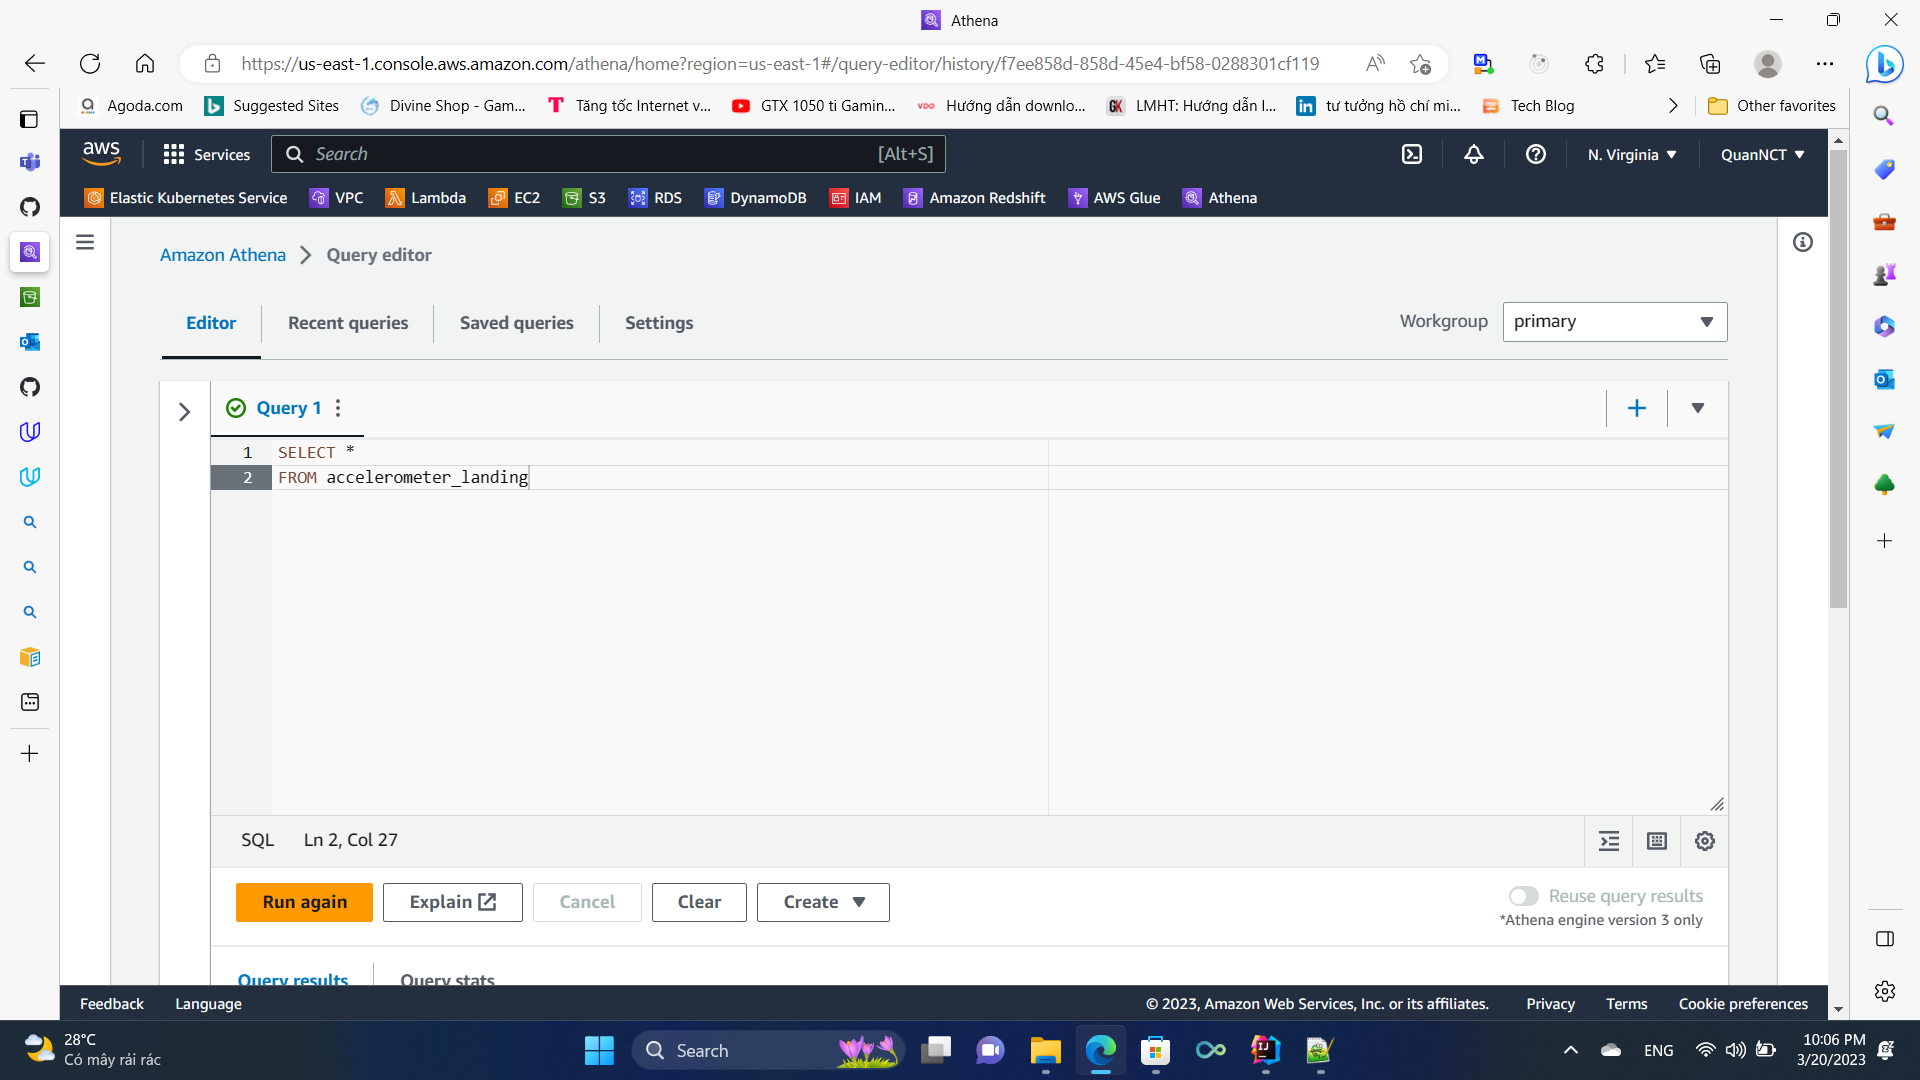 Athena
https://us-east-1.console.aws.amazon.com/athena/home?region=us-east-1#/query-editor/history/f7ee858d-858d-45e4-bf58-0288301cf119
Agoda.com
Suggested Sites
Divine Shop - Gam...
Tăng tốc Internet v...
GTX 1050 ti Gamin...
Hướng dẫn downlo...
LMHT: Hướng dẫn l...
tư tưởng hồ chí mi...
Tech Blog
Other favorites
aws
Services
Search
[Alt+S]
N. Virginia
QuanNCT
Elastic Kubernetes Service
VPC
Lambda
EC2
S3
RDS
DynamoDB
IAM
Amazon Redshift
AWS Glue
Athena
Amazon Athena
Query editor
Editor
Recent queries
Saved queries
Settings
Workgroup
primary
Query 1
1 SELECT *
2 FROM accelerometer_landing
SQL
Ln 2, Col 27
Run again
Explain
Cancel
Clear
Create
Reuse query results
*Athena engine version 3 only
Query results
Query stats
Feedback
Language
© 2023, Amazon Web Services, Inc. or its affiliates.
Privacy
Terms
Cookie preferences
28°C
Có mây rải rác
Search
ENG
10:06 PM
3/20/2023